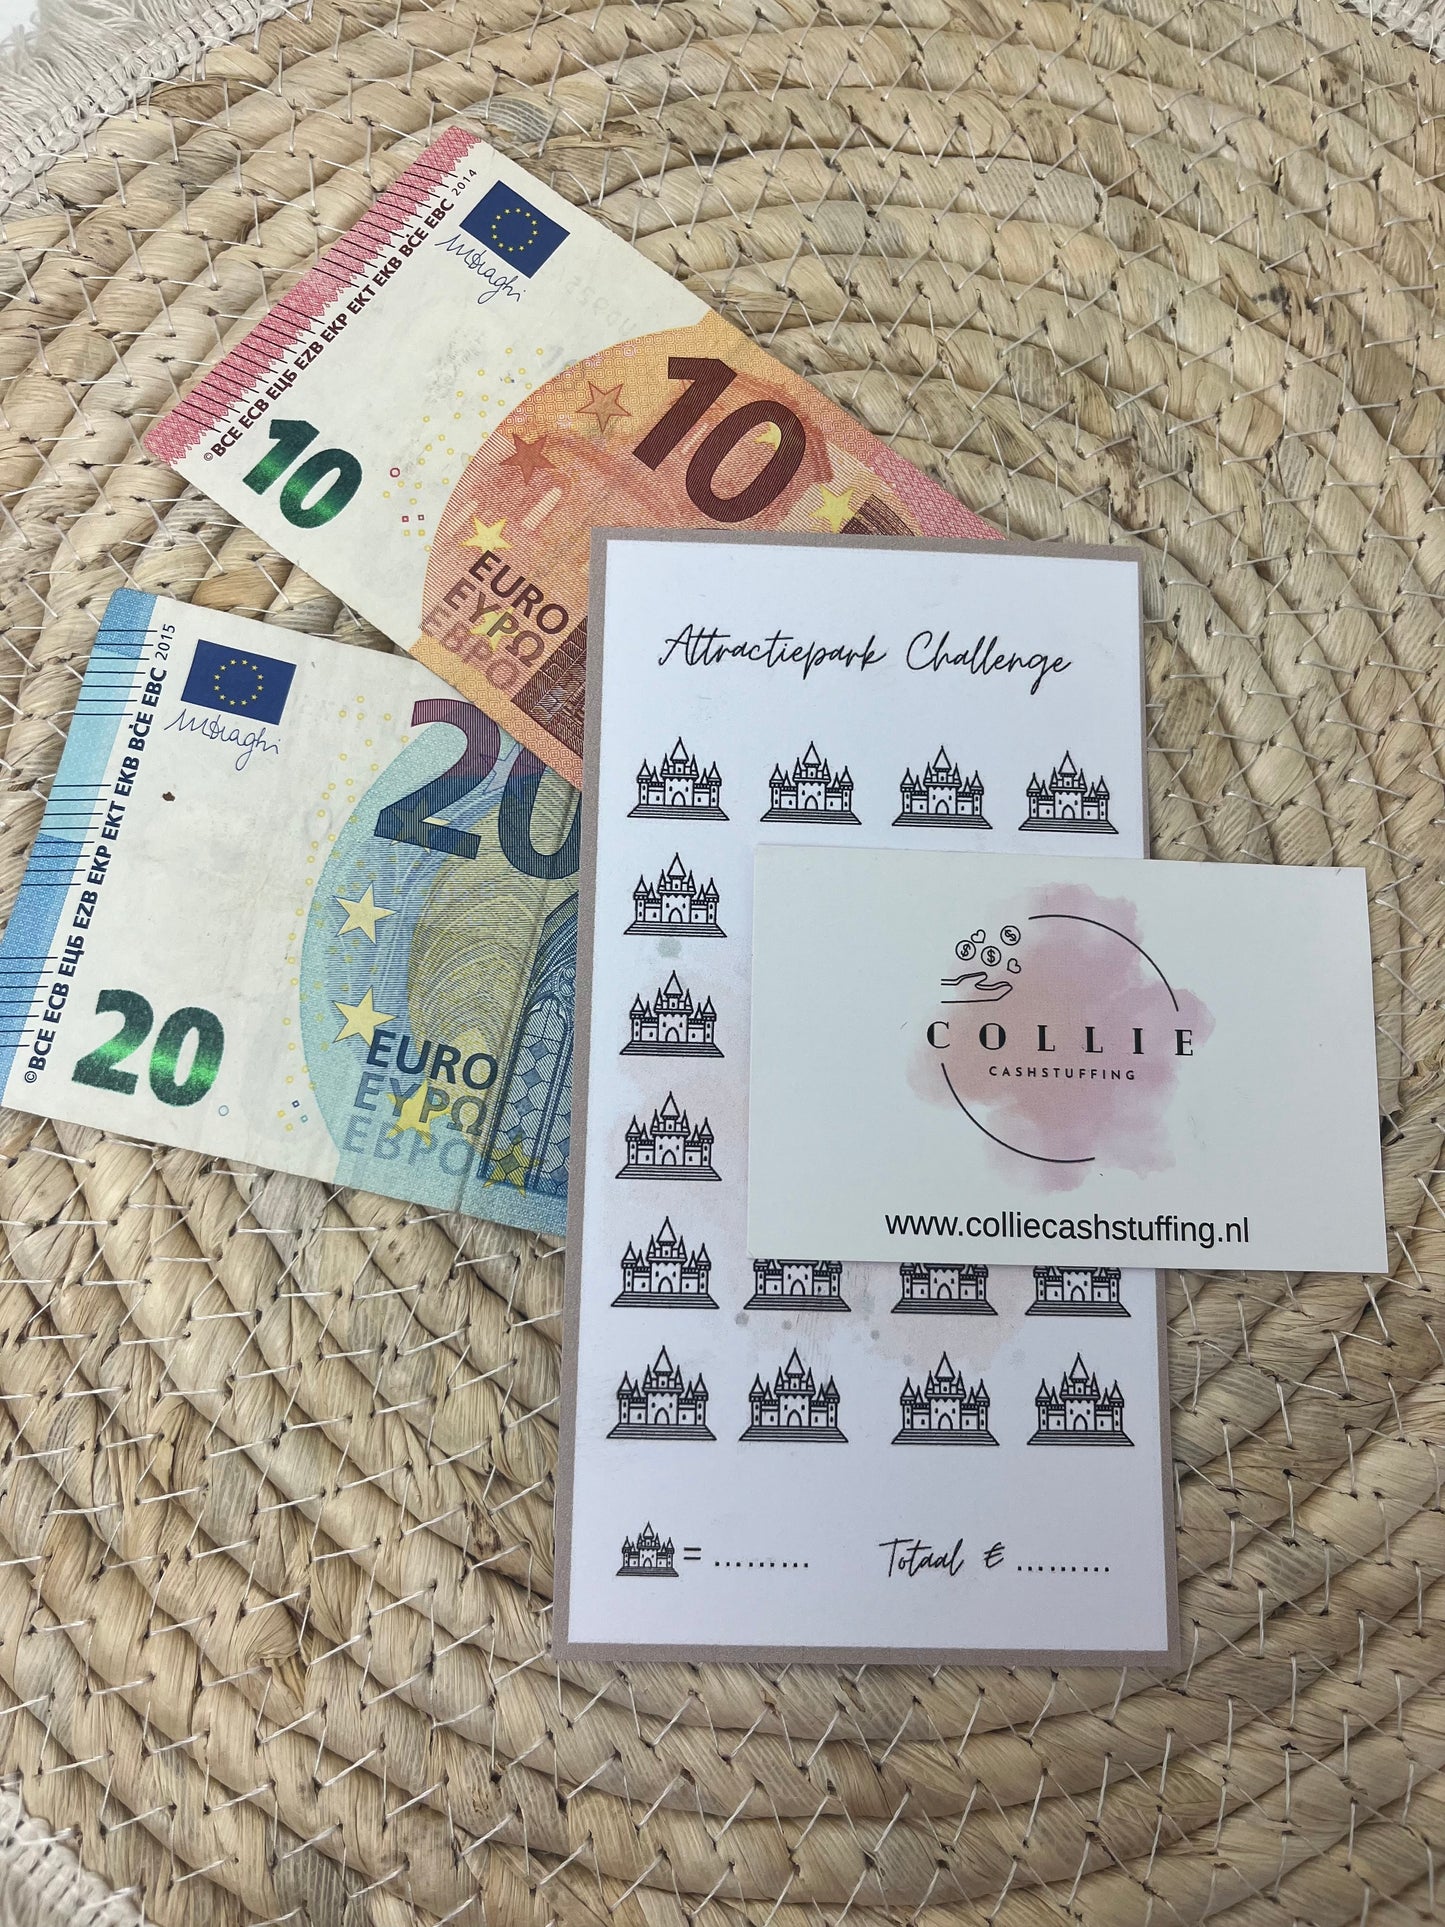 ©BCE ECB ЕЦБ EZB EKP EKT EKB BĊE EBC 2014
10
10
EURO
ΕΥΡΩ
ЕВРО
©BCE ECB ЕЦБ EZB EKP EKT EKB BĊE EBC 2015
20
20
EURO
ΕΥΡΩ
ЕВРО
Attractiepark Challenge
COLLIE
CASHSTUFFING
www.colliecashstuffing.nl
= .........
Totaal € .........